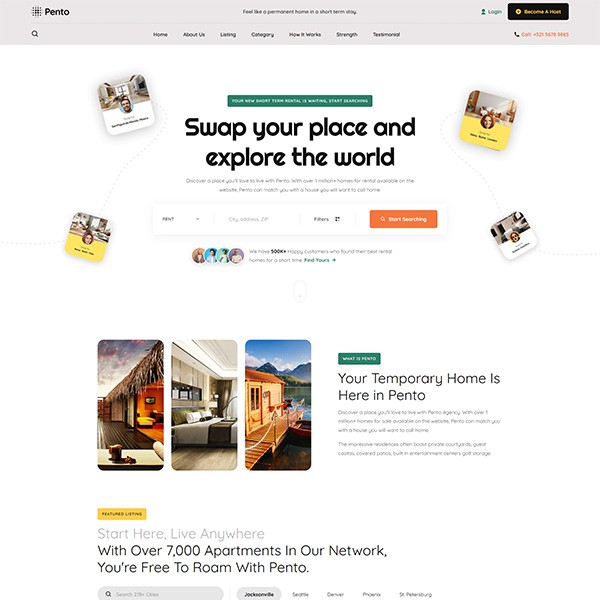 Pento
Feel like a permanent home in a short term stay.
Login
Become A Host
Home
About Us
Listing
Category
How It Works
Strength
Testimonial
Call: +321 5678 9865
YOUR NEW SHORT TERM RENTAL IS WAITING, START SEARCHING
Swap your place and
explore the world
Discover a place you'll love to live with Pento. With over 1 million+ homes for rental available on the
website, Pento can match you with a house you will want to call home.
RENT
City, address, ZIP
Filters
Start Searching
We have 500K+ Happy customers who found their best rental
homes for a short time. Find Yours
WHAT IS PENTO
Your Temporary Home Is
Here in Pento
Discover a place you'll love to live with Pento Agency. With over 1
million+ homes for sale available on the website, Pento can match you
with a house you will want to call home.
The impressive residences often boast private courtyards, guest
casitas, covered patios, built in entertainment centers golf storage.
FEATURED LISTING
Start Here, Live Anywhere
With Over 7,000 Apartments In Our Network,
You're Free To Roam With Pento.
Search 278+ Cities
Jacksonville
Seattle
Denver
Phoenix
St. Petersburg